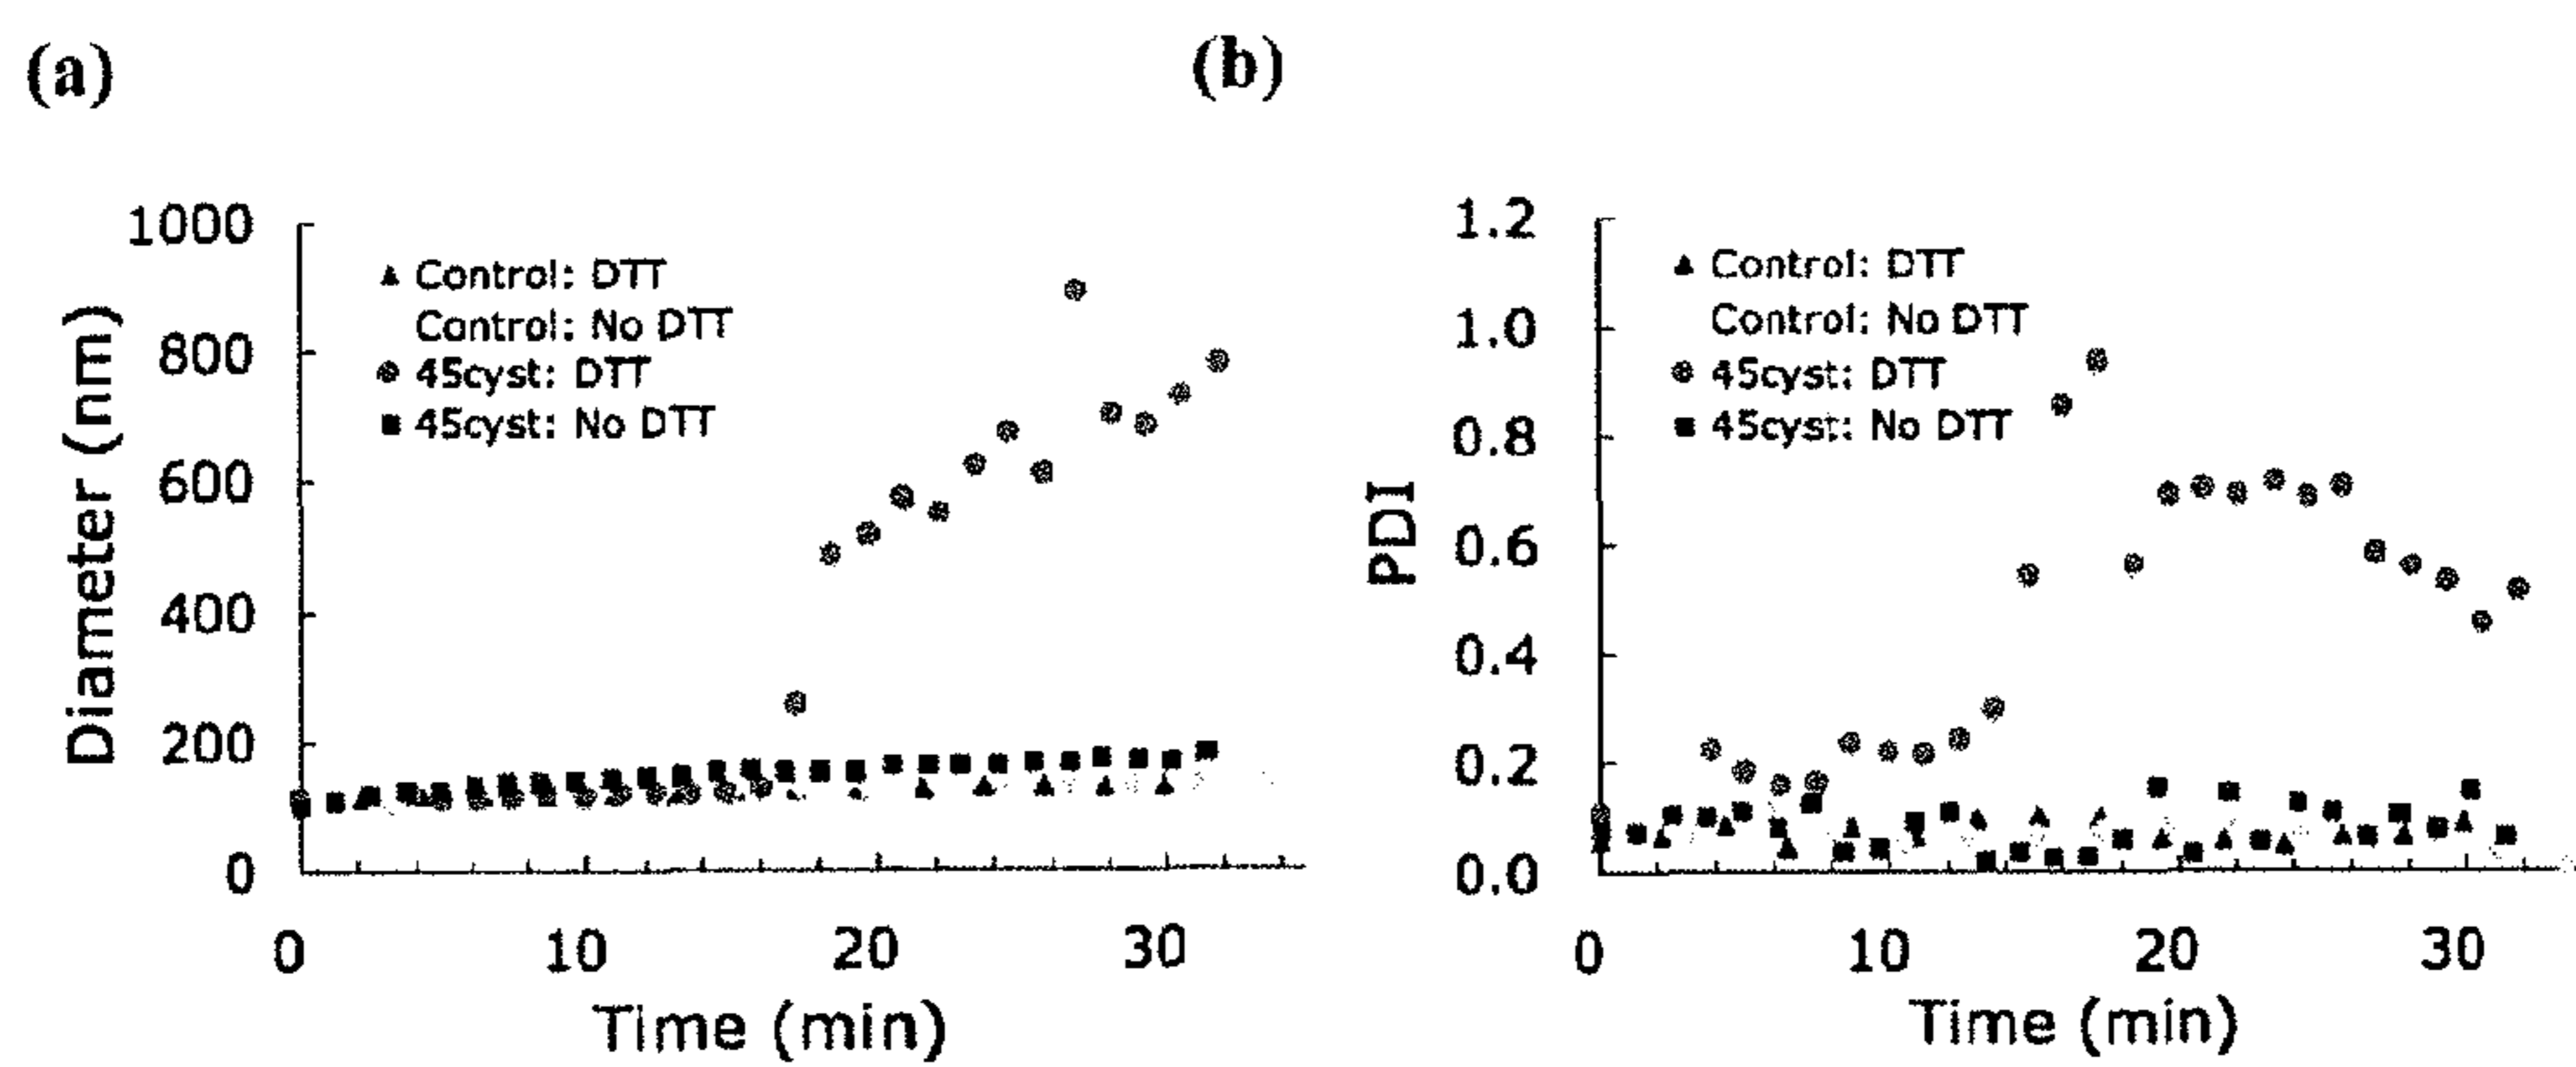 (a)
1000
800
600
400
200
0
Diameter (nm)
▲ Control: DTT
Control: No DTT
45cyst: DTT
■ 45cyst: No DTT
0 10 20 30
Time (min)
(b)
1.2
1.0
0.8
0.6
0.4
0.2
0.0
PDI
▲ Control: DTT
Control: No DTT
45cyst: DTT
■ 45cyst: No DTT
0 10 20 30
Time (min)